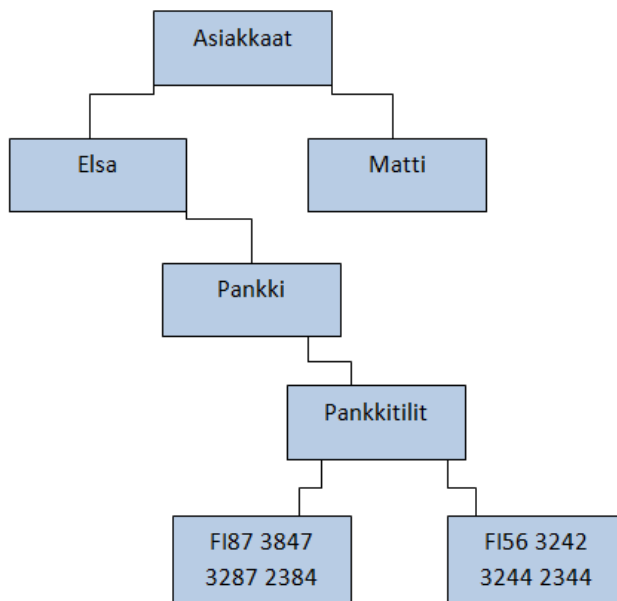 Asiakkaat
Elsa
Matti
Pankki
Pankkitilit
FI87 3847
3287 2384
FI56 3242
3244 2344